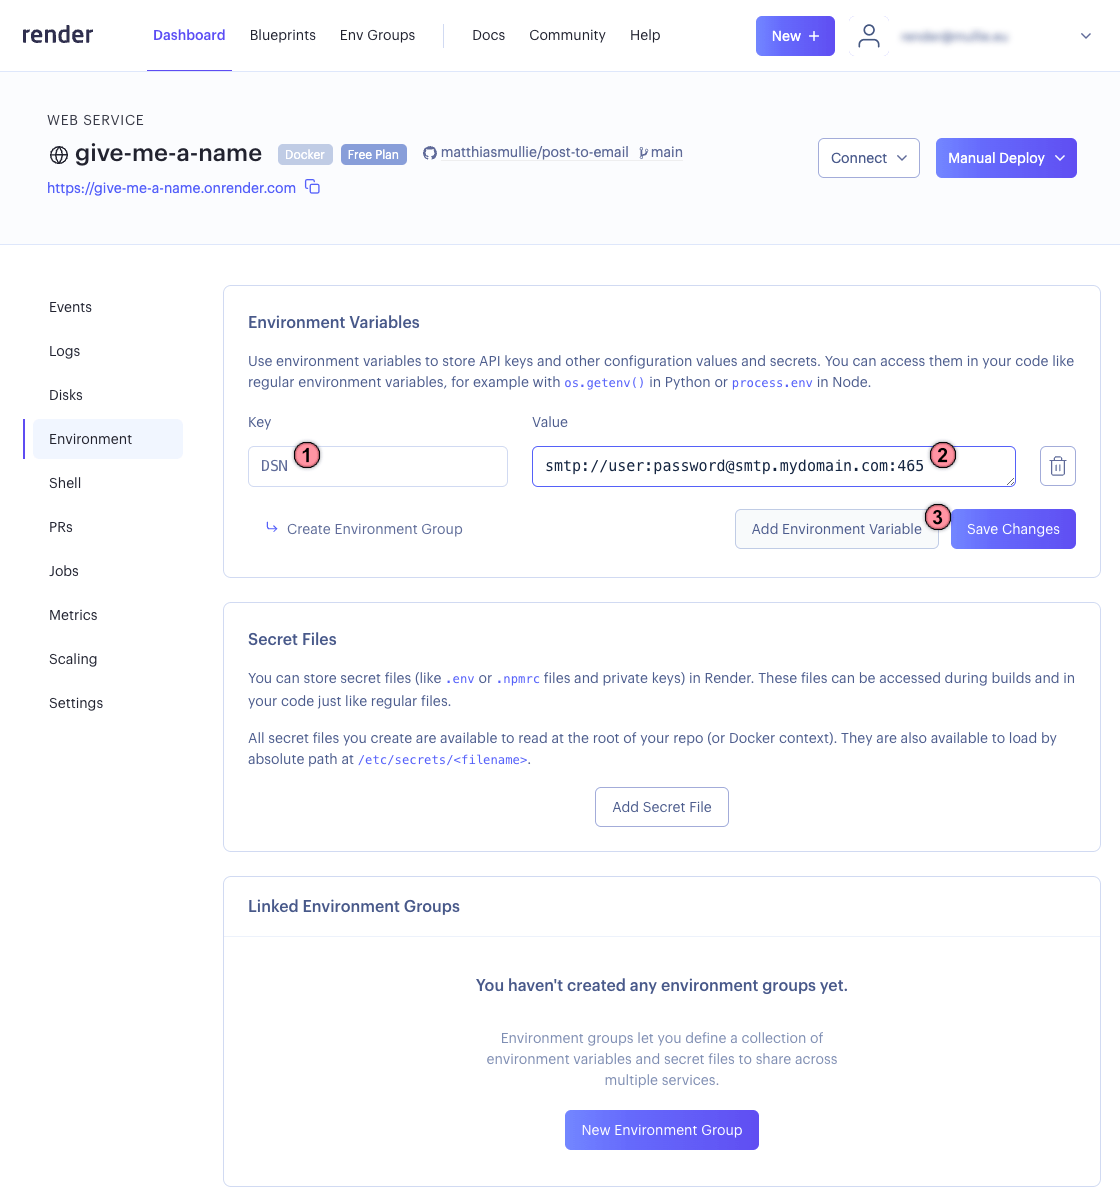 render
Dashboard Blueprints Env Groups Docs Community Help New +
WEB SERVICE
give-me-a-name Docker Free Plan matthiasmullie/post-to-email main
https://give-me-a-name.onrender.com
Connect Manual Deploy
Events
Logs
Disks
Environment
Shell
PRs
Jobs
Metrics
Scaling
Settings
Environment Variables
Use environment variables to store API keys and other configuration values and secrets. You can access them in your code like
regular environment variables, for example with os.getenv() in Python or process.env in Node.
Key Value
DSN 1 smtp://user:password@smtp.mydomain.com:465 2
Create Environment Group Add Environment Variable 3 Save Changes
Secret Files
You can store secret files (like .env or .npmrc files and private keys) in Render. These files can be accessed during builds and in
your code just like regular files.
All secret files you create are available to read at the root of your repo (or Docker context). They are also available to load by
absolute path at /etc/secrets/<filename>.
Add Secret File
Linked Environment Groups
You haven't created any environment groups yet.
Environment groups let you define a collection of
environment variables and secret files to share across
multiple services.
New Environment Group